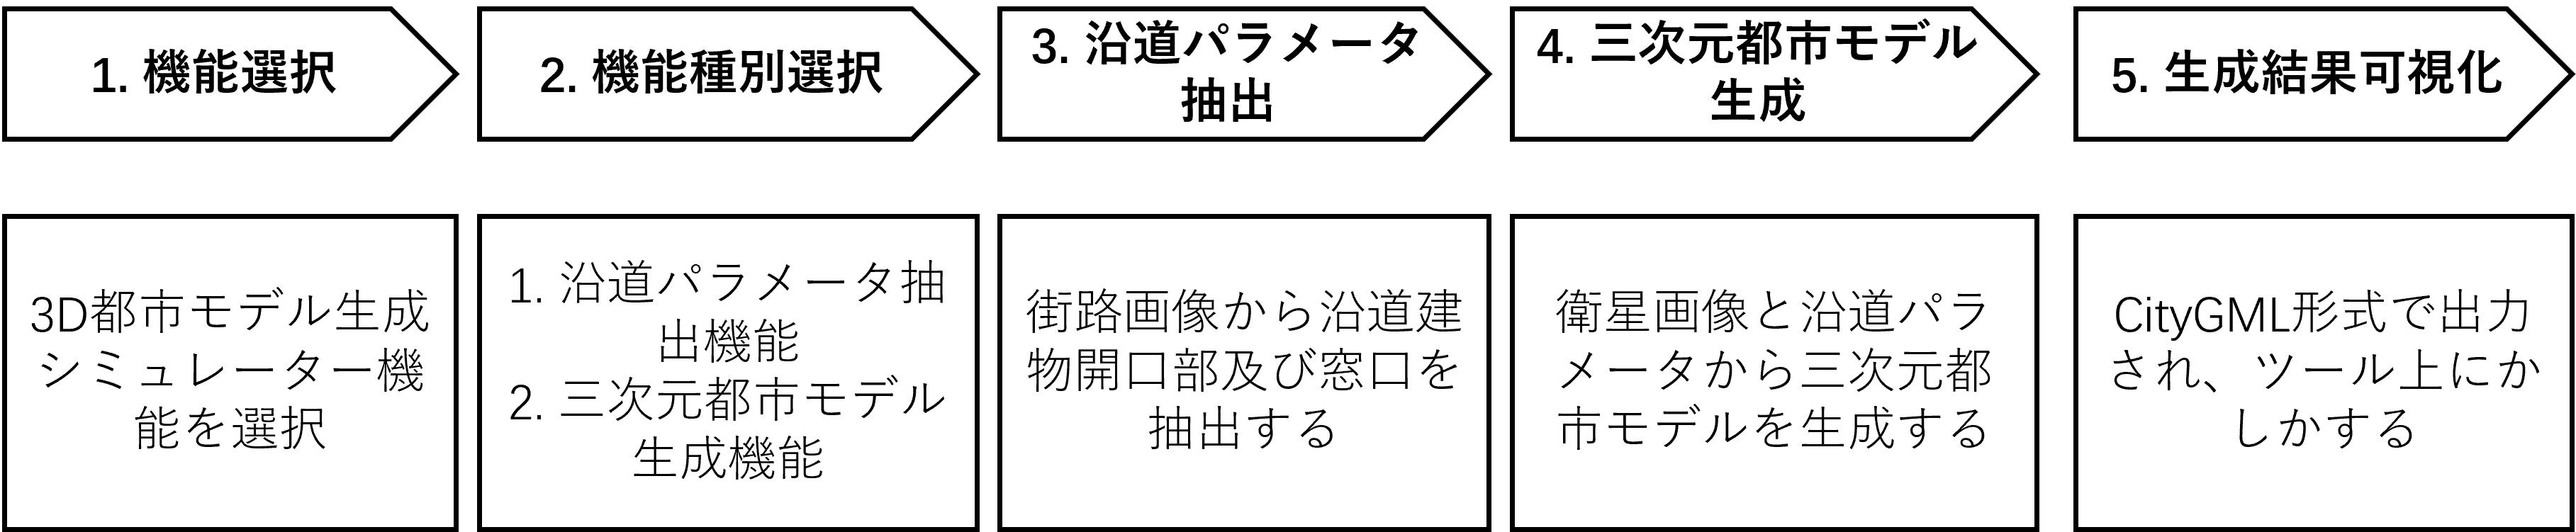 1. 機能選択
2. 機能種別選択
3. 沿道パラメータ
抽出
4. 三次元都市モデル
生成
5. 生成結果可視化
3D都市モデル生成
シミュレーター機
能を選択
1. 沿道パラメータ抽
出機能
2. 三次元都市モデル
生成機能
街路画像から沿道建
物開口部及び窓口を
抽出する
衛星画像と沿道パラ
メータから三次元都
市モデルを生成する
CityGML形式で出力
され、ツール上にか
しかする